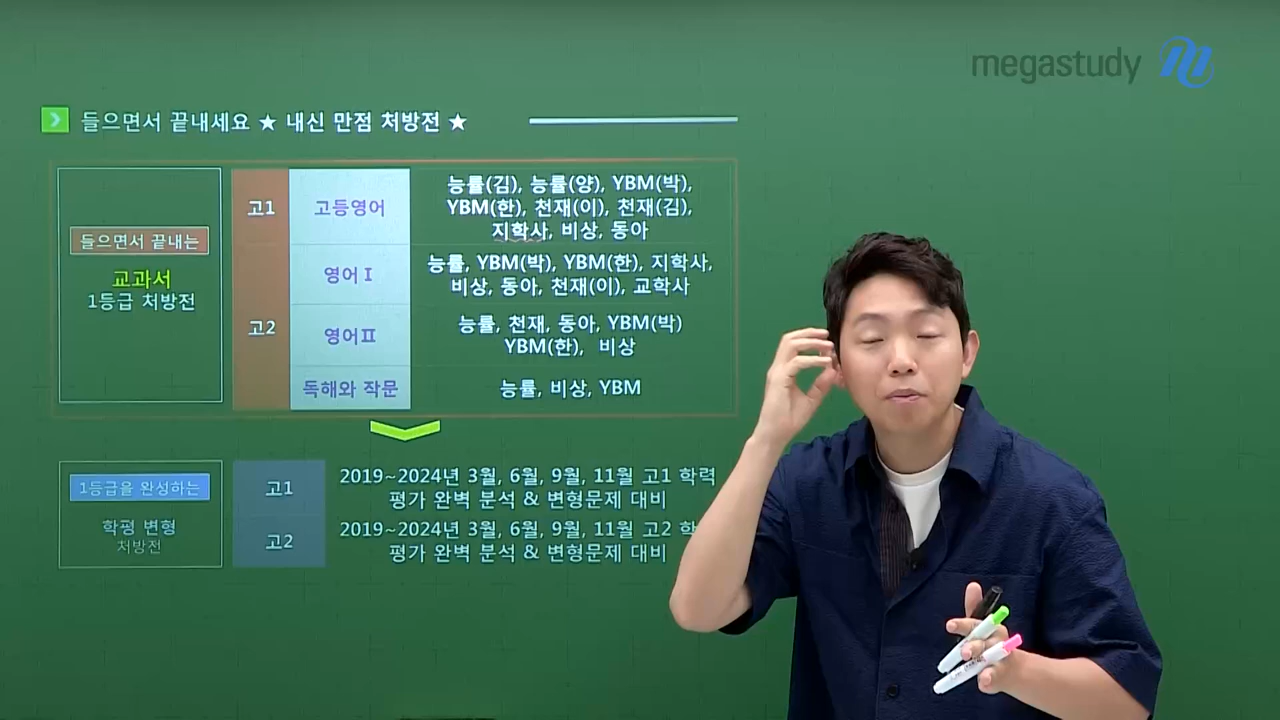 megastudy
들으면서 끝내세요 ★ 내신 만점 처방전 ★
들으면서 끝내는
교과서
1등급 처방전
고1
고등영어
능률(김), 능률(양), YBM(박),
YBM(한), 천재(이), 천재(김),
지학사, 비상, 동아
고2
영어 I
능률, YBM(박), YBM(한), 지학사,
비상, 동아, 천재(이), 교학사
영어 II
능률, 천재, 동아, YBM(박)
YBM(한), 비상
독해와 작문
능률, 비상, YBM
1등급을 완성하는
학평 변형
처방전
고1
2019~2024년 3월, 6월, 9월, 11월 고1 학력
평가 완벽 분석 & 변형문제 대비
고2
2019~2024년 3월, 6월, 9월, 11월 고2
평가 완벽 분석 & 변형문제 대비